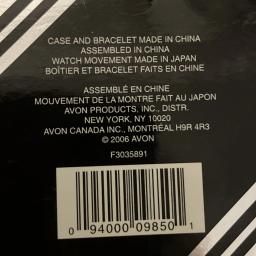 CASE AND BRACELET MADE IN CHINA
ASSEMBLED IN CHINA
WATCH MOVEMENT MADE IN JAPAN
BOÎTIER ET BRACELET FAITS EN CHINE
ASSEMBLÉ EN CHINE
MOUVEMENT DE LA MONTRE FAIT AU JAPON
AVON PRODUCTS, INC., DISTR.
NEW YORK, NY 10020
AVON CANADA INC., MONTRÉAL H9R 4R3
© 2006 AVON
F3035891
0 94000 09850 1